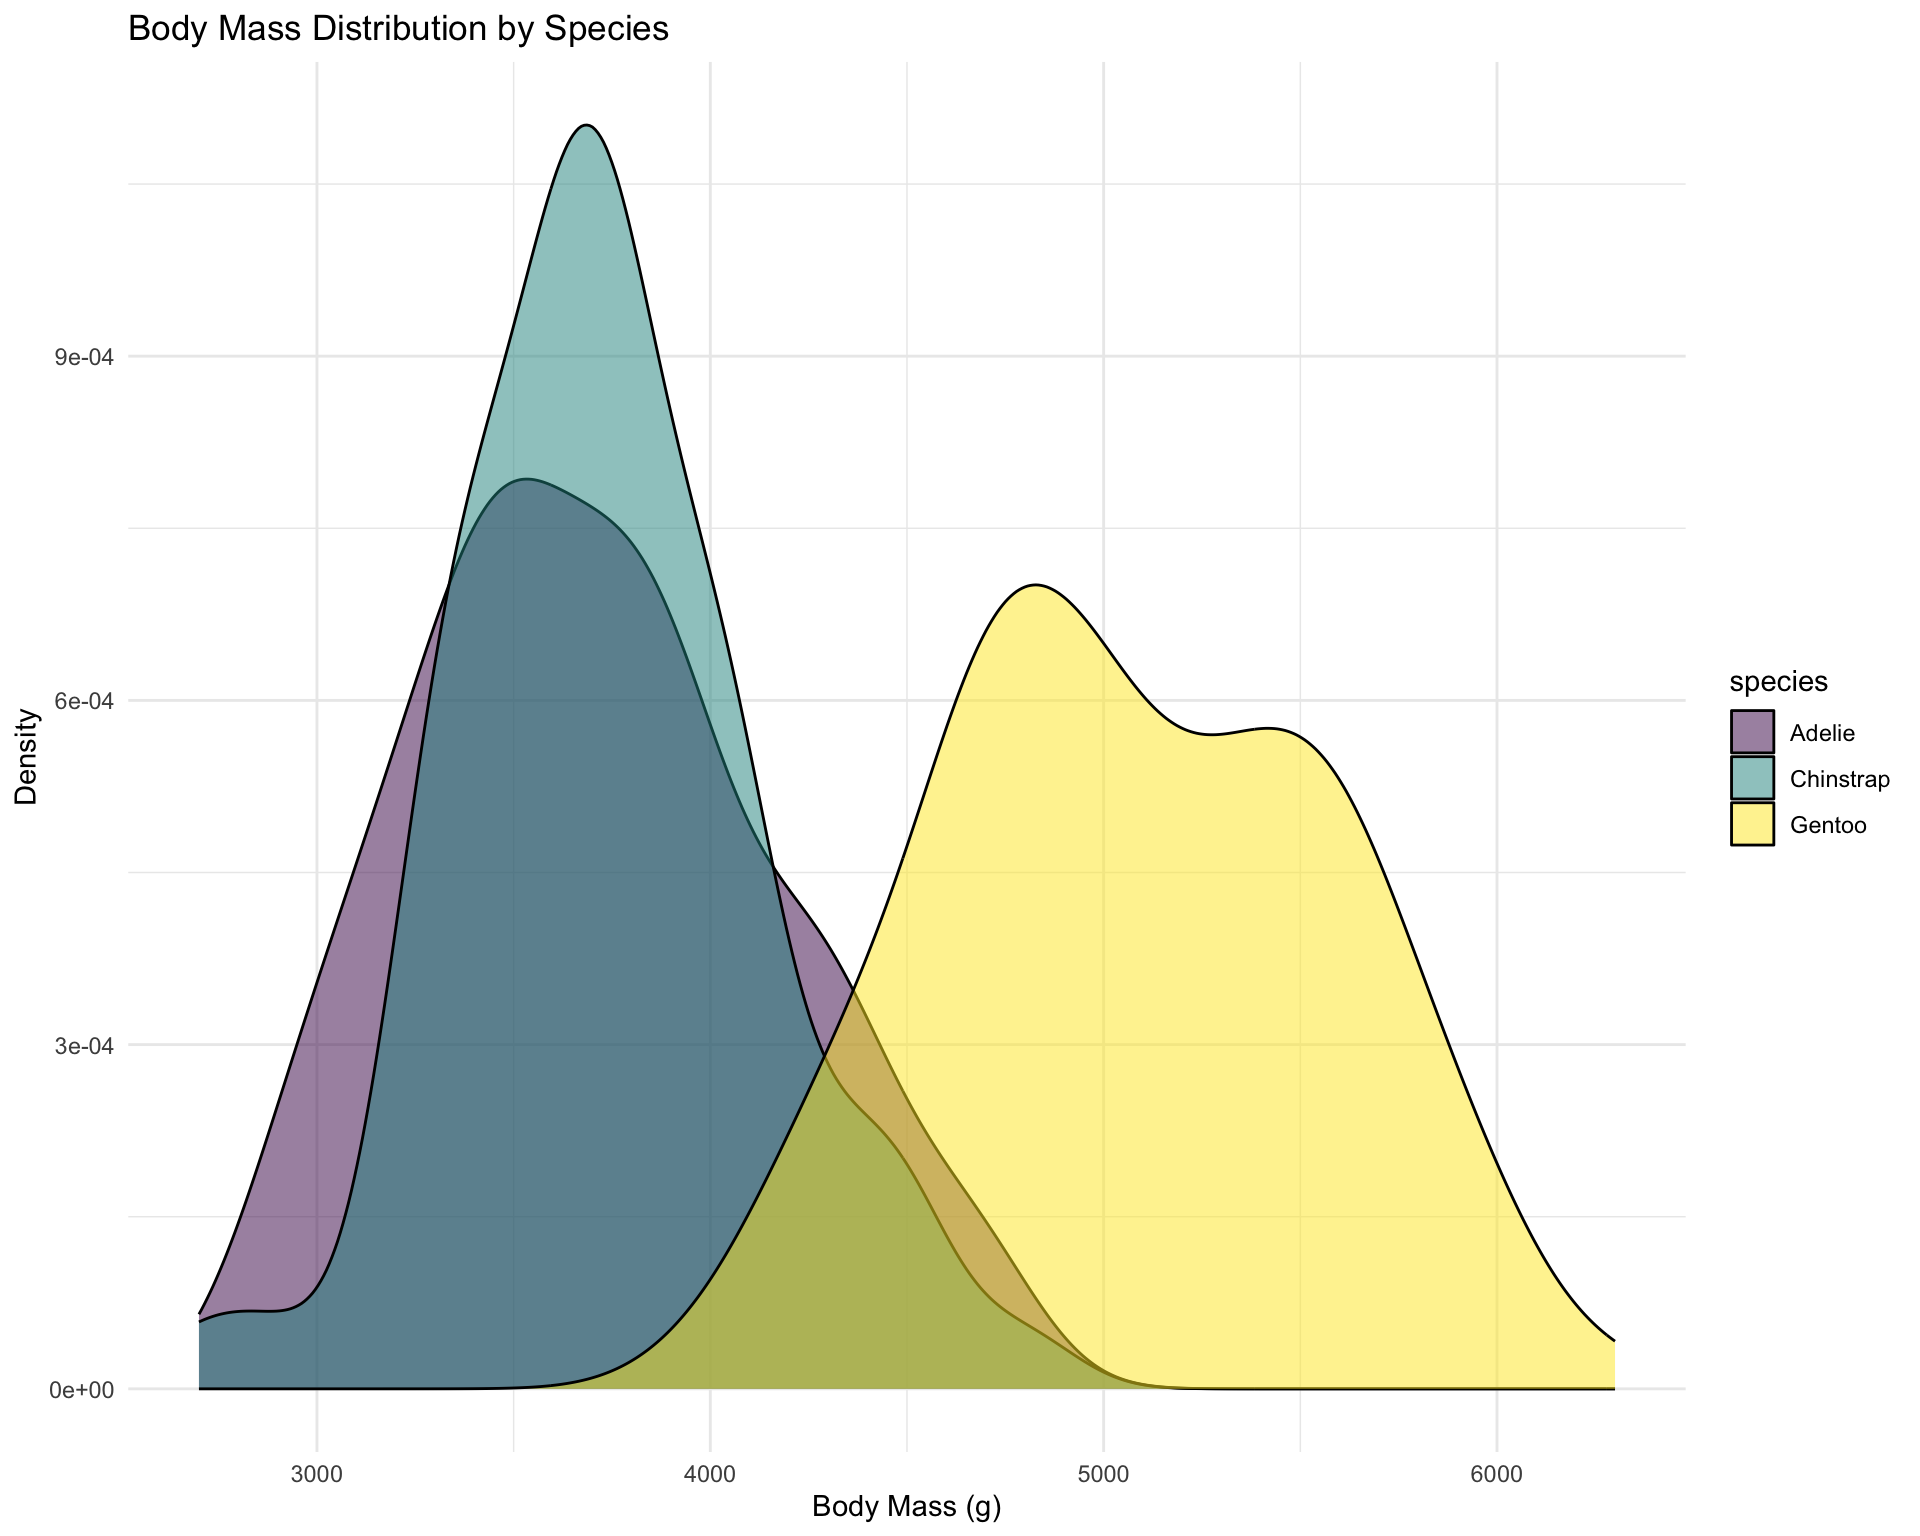 Body Mass Distribution by Species
9e-04
6e-04
3e-04
0e+00
Density
3000
4000
5000
6000
Body Mass (g)
species
Adelie
Chinstrap
Gentoo